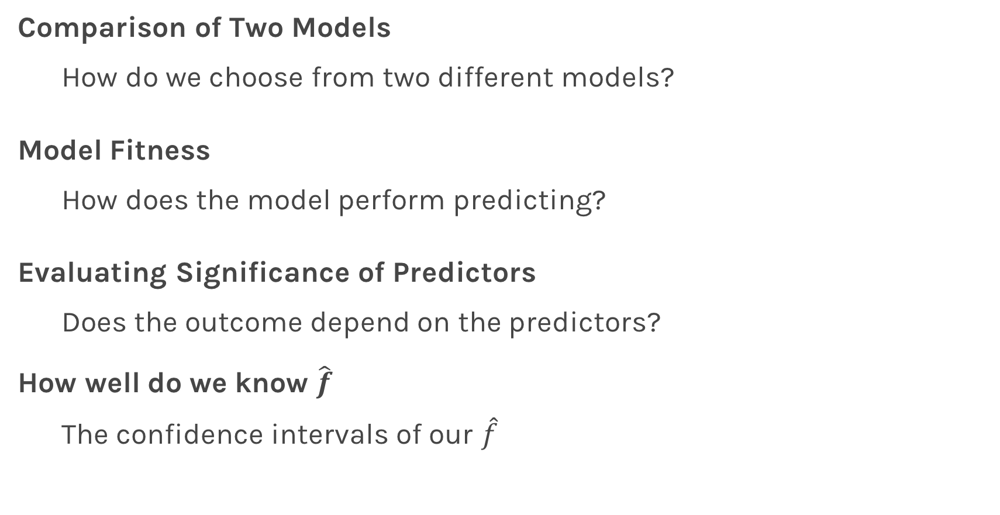 Comparison of Two Models
How do we choose from two different models?
Model Fitness
How does the model perform predicting?
Evaluating Significance of Predictors
Does the outcome depend on the predictors?
How well do we know f̂
The confidence intervals of our f̂